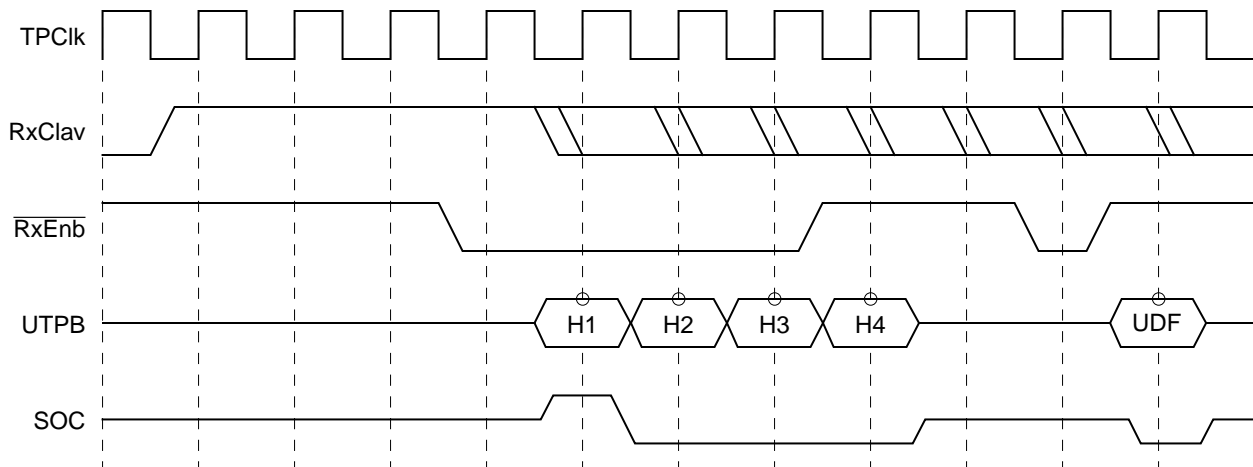 TPClk
RxClav
RxEnb
UTPB
H1 H2 H3 H4 UDF
SOC